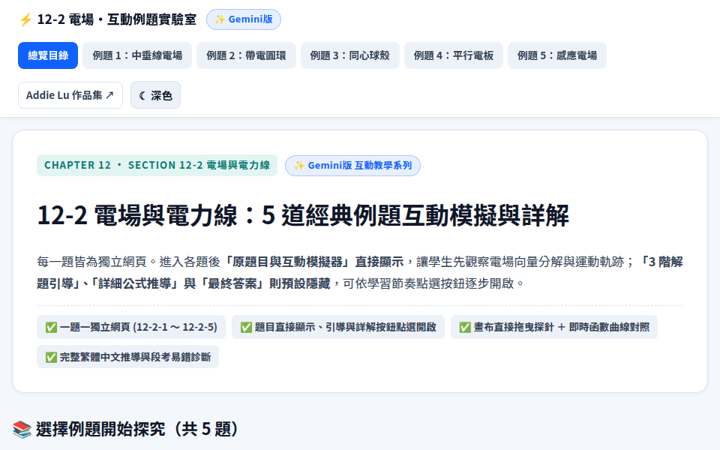 ⚡ 12-2 電場・互動例題實驗室 ✨ Gemini版
總覽目錄 例題 1：中垂線電場 例題 2：帶電圓環 例題 3：同心球殼 例題 4：平行電板 例題 5：感應電場
Addie Lu 作品集 ↗ ☾ 深色
CHAPTER 12 · SECTION 12-2 電場與電力線 ✨ Gemini版 互動教學系列
12-2 電場與電力線：5 道經典例題互動模擬與詳解
每一題皆為獨立網頁。進入各題後「原題目與互動模擬器」直接顯示，讓學生先觀察電場向量分解與運動軌跡；「3 階解
題引導」、「詳細公式推導」與「最終答案」則預設隱藏，可依學習節奏點選按鈕逐步開啟。
✅ 一題一獨立網頁 (12-2-1 ～ 12-2-5) ✅ 題目直接顯示、引導與詳解按鈕點選開啟 ✅ 畫布直接拖曳探針 ＋ 即時函數曲線對照
✅ 完整繁體中文推導與段考易錯診斷
📚 選擇例題開始探究（共 5 題）